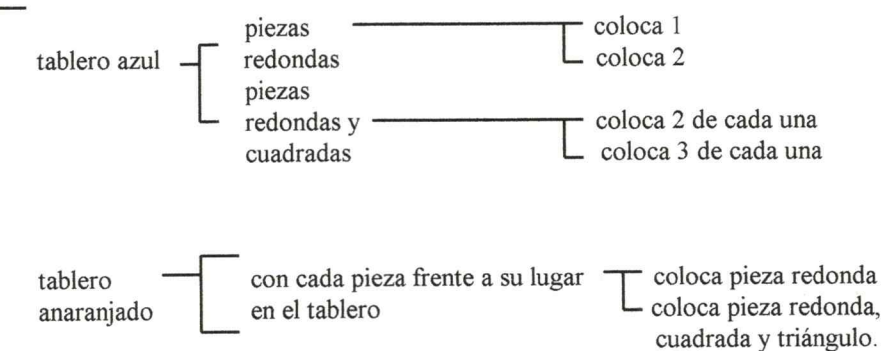 piezas
redondas
coloca 1
coloca 2
tablero azul
piezas
redondas y
cuadradas
coloca 2 de cada una
coloca 3 de cada una
tablero
anaranjado
con cada pieza frente a su lugar
en el tablero
coloca pieza redonda
coloca pieza redonda,
cuadrada y triángulo.